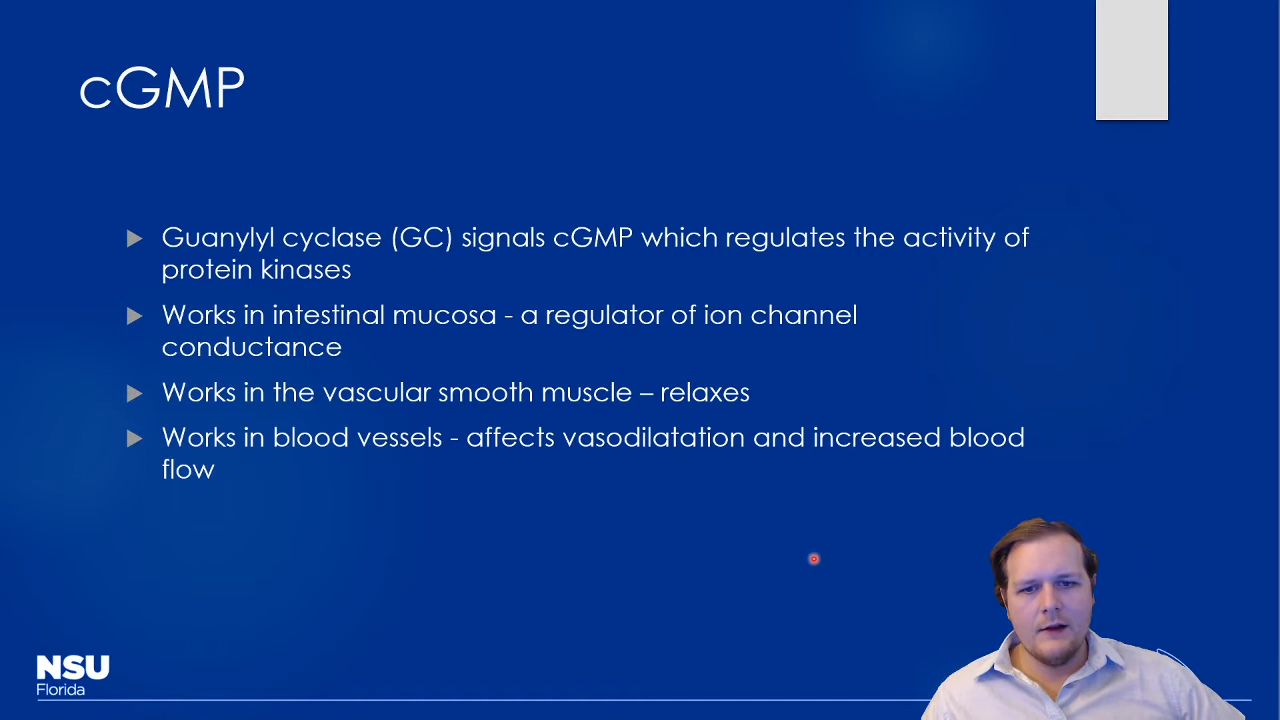 cGMP
Guanylyl cyclase (GC) signals cGMP which regulates the activity of
protein kinases
Works in intestinal mucosa - a regulator of ion channel
conductance
Works in the vascular smooth muscle – relaxes
Works in blood vessels - affects vasodilatation and increased blood
flow
NSU
Florida